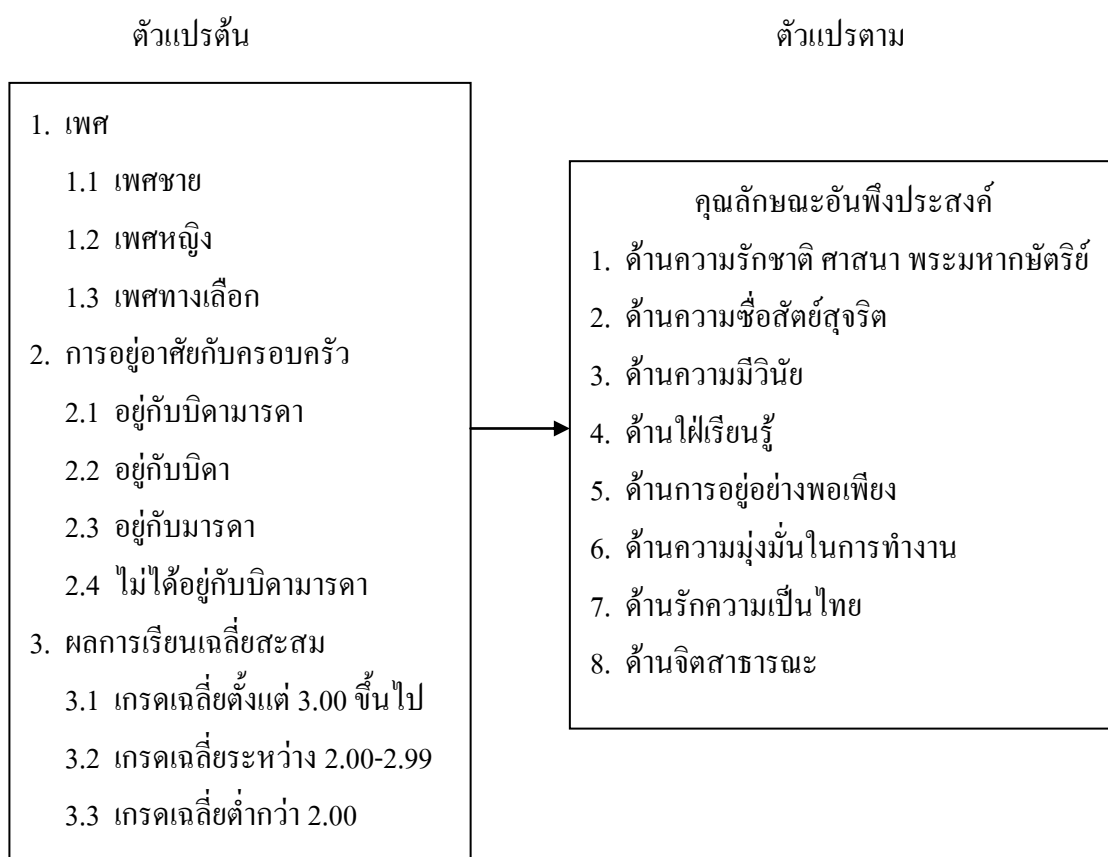 ตัวแปรต้น
ตัวแปรตาม
1. เพศ
1.1 เพศชาย
1.2 เพศหญิง
1.3 เพศทางเลือก
2. การอยู่อาศัยกับครอบครัว
2.1 อยู่กับบิดามารดา
2.2 อยู่กับบิดา
2.3 อยู่กับมารดา
2.4 ไม่ได้อยู่กับบิดามารดา
3. ผลการเรียนเฉลี่ยสะสม
3.1 เกรดเฉลี่ยตั้งแต่ 3.00 ขึ้นไป
3.2 เกรดเฉลี่ยระหว่าง 2.00-2.99
3.3 เกรดเฉลี่ยต่ำกว่า 2.00
คุณลักษณะอันพึงประสงค์
1. ด้านความรักชาติ ศาสนา พระมหากษัตริย์
2. ด้านความซื่อสัตย์สุจริต
3. ด้านความมีวินัย
4. ด้านใฝ่เรียนรู้
5. ด้านการอยู่อย่างพอเพียง
6. ด้านความมุ่งมั่นในการทำงาน
7. ด้านรักความเป็นไทย
8. ด้านจิตสาธารณะ